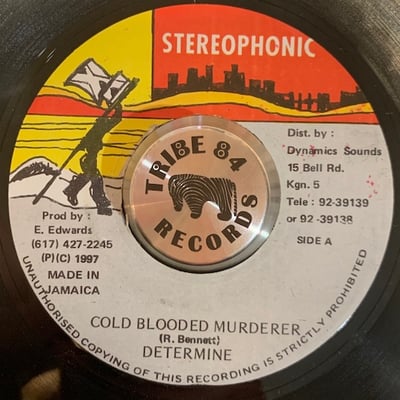 STEREOPHONIC
Dist. by :
Dynamics Sounds
15 Bell Rd.
Kgn. 5
Tele : 92-39139
or 92-39138
SIDE A
TRIBE 84
RECORDS
Prod by :
E. Edwards
(617) 427-2245
(P)(C) 1997
MADE IN
JAMAICA
COLD BLOODED MURDERER
(R. Bennett)
DETERMINE
UNAUTHORISED COPYING OF THIS RECORDING IS STRICTLY PROHIBITED